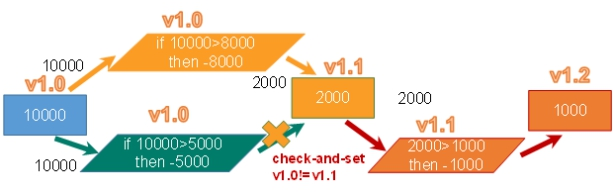 v1.0
if 10000>8000
then -8000
10000
v1.0
10000
v1.0
if 10000>5000
then -5000
10000
2000
v1.1
2000
check-and-set
v1.0!=v1.1
2000
v1.1
2000>1000
then -1000
v1.2
1000